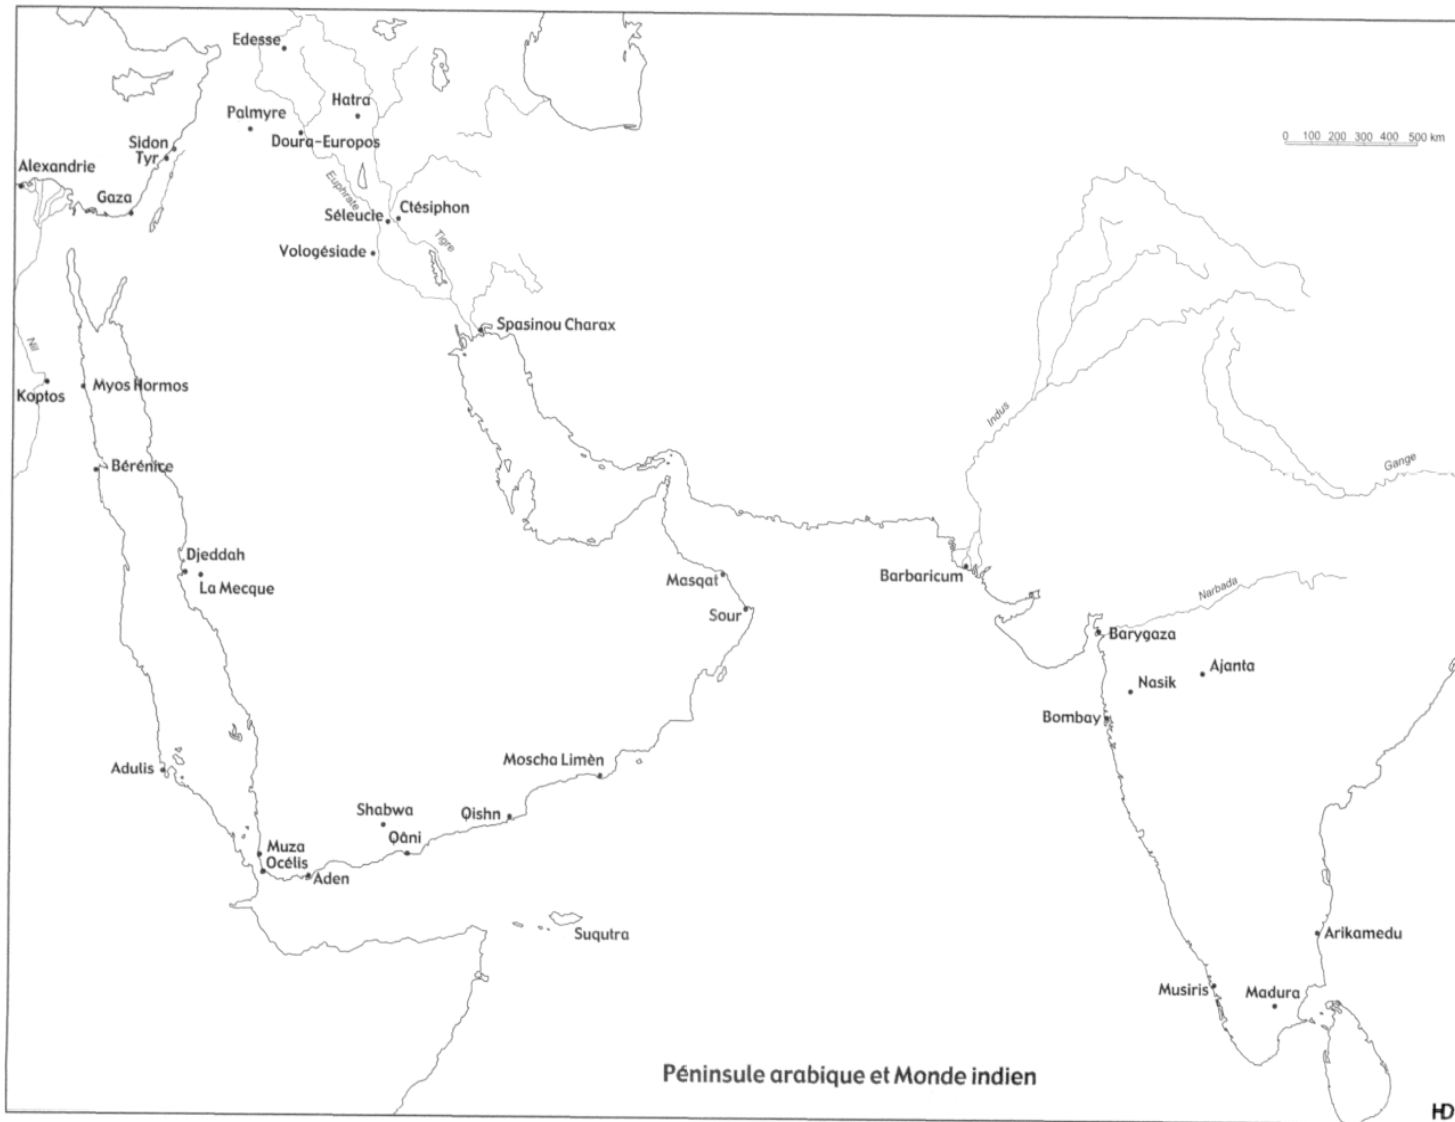 Edesse
Hatra
Palmyre
Doura-Europos
0 100 200 300 400 500 km
Sidon
Tyr
Alexandrie
Gaza
Euphrate
Séleucie
Ctésiphon
Tigre
Vologésiade
Spasinou Charax
Nil
Koptos
Myos Hormos
Indus
Bérénice
Gange
Djeddah
La Mecque
Masqat
Barbaricum
Narbada
Sour
Barygaza
Ajanta
Nasik
Bombay
Moscha Limèn
Adulis
Shabwa
Qishn
Qâni
Muza
Océlis
Aden
Suqutra
Arikamedu
Musiris
Madura
Péninsule arabique et Monde indien
HD